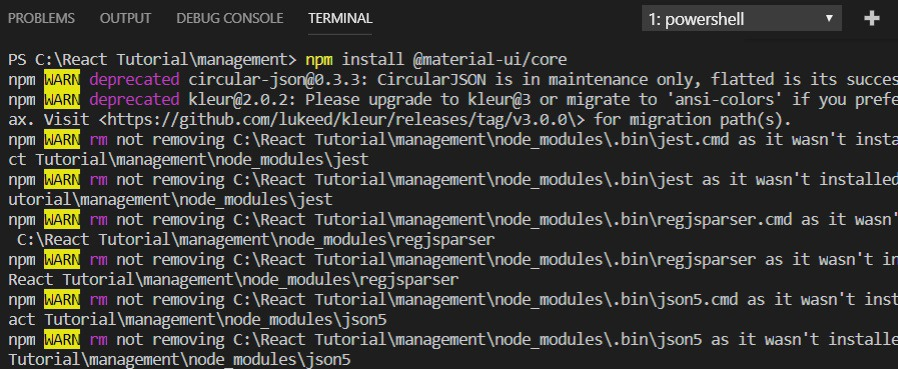 PROBLEMS OUTPUT DEBUG CONSOLE TERMINAL 1: powershell
PS C:\React Tutorial\management> npm install @material-ui/core
npm WARN deprecated circular-json@0.3.3: CircularJSON is in maintenance only, flatted is its succes
npm WARN deprecated kleur@2.0.2: Please upgrade to kleur@3 or migrate to 'ansi-colors' if you prefe
ax. Visit <https://github.com/lukeed/kleur/releases/tag/v3.0.0\> for migration path(s).
npm WARN rm not removing C:\React Tutorial\management\node_modules\.bin\jest.cmd as it wasn't insta
ct Tutorial\management\node_modules\jest
npm WARN rm not removing C:\React Tutorial\management\node_modules\.bin\jest as it wasn't installed
utorial\management\node_modules\jest
npm WARN rm not removing C:\React Tutorial\management\node_modules\.bin\regjsparser.cmd as it wasn'
C:\React Tutorial\management\node_modules\regjsparser
npm WARN rm not removing C:\React Tutorial\management\node_modules\.bin\regjsparser as it wasn't in
React Tutorial\management\node_modules\regjsparser
npm WARN rm not removing C:\React Tutorial\management\node_modules\.bin\json5.cmd as it wasn't inst
act Tutorial\management\node_modules\json5
npm WARN rm not removing C:\React Tutorial\management\node_modules\.bin\json5 as it wasn't installe
Tutorial\management\node_modules\json5